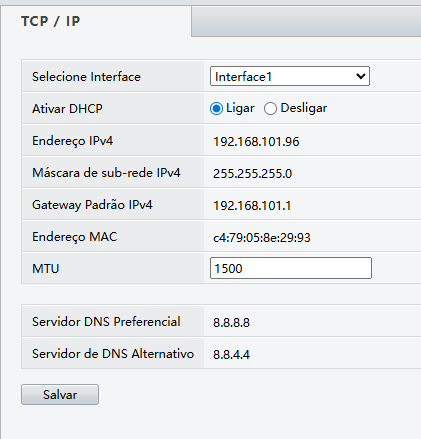 TCP / IP
Selecione Interface Interface1
Ativar DHCP Ligar Desligar
Endereço IPv4 192.168.101.96
Máscara de sub-rede IPv4 255.255.255.0
Gateway Padrão IPv4 192.168.101.1
Endereço MAC c4:79:05:8e:29:93
MTU 1500
Servidor DNS Preferencial 8.8.8.8
Servidor de DNS Alternativo 8.8.4.4
Salvar